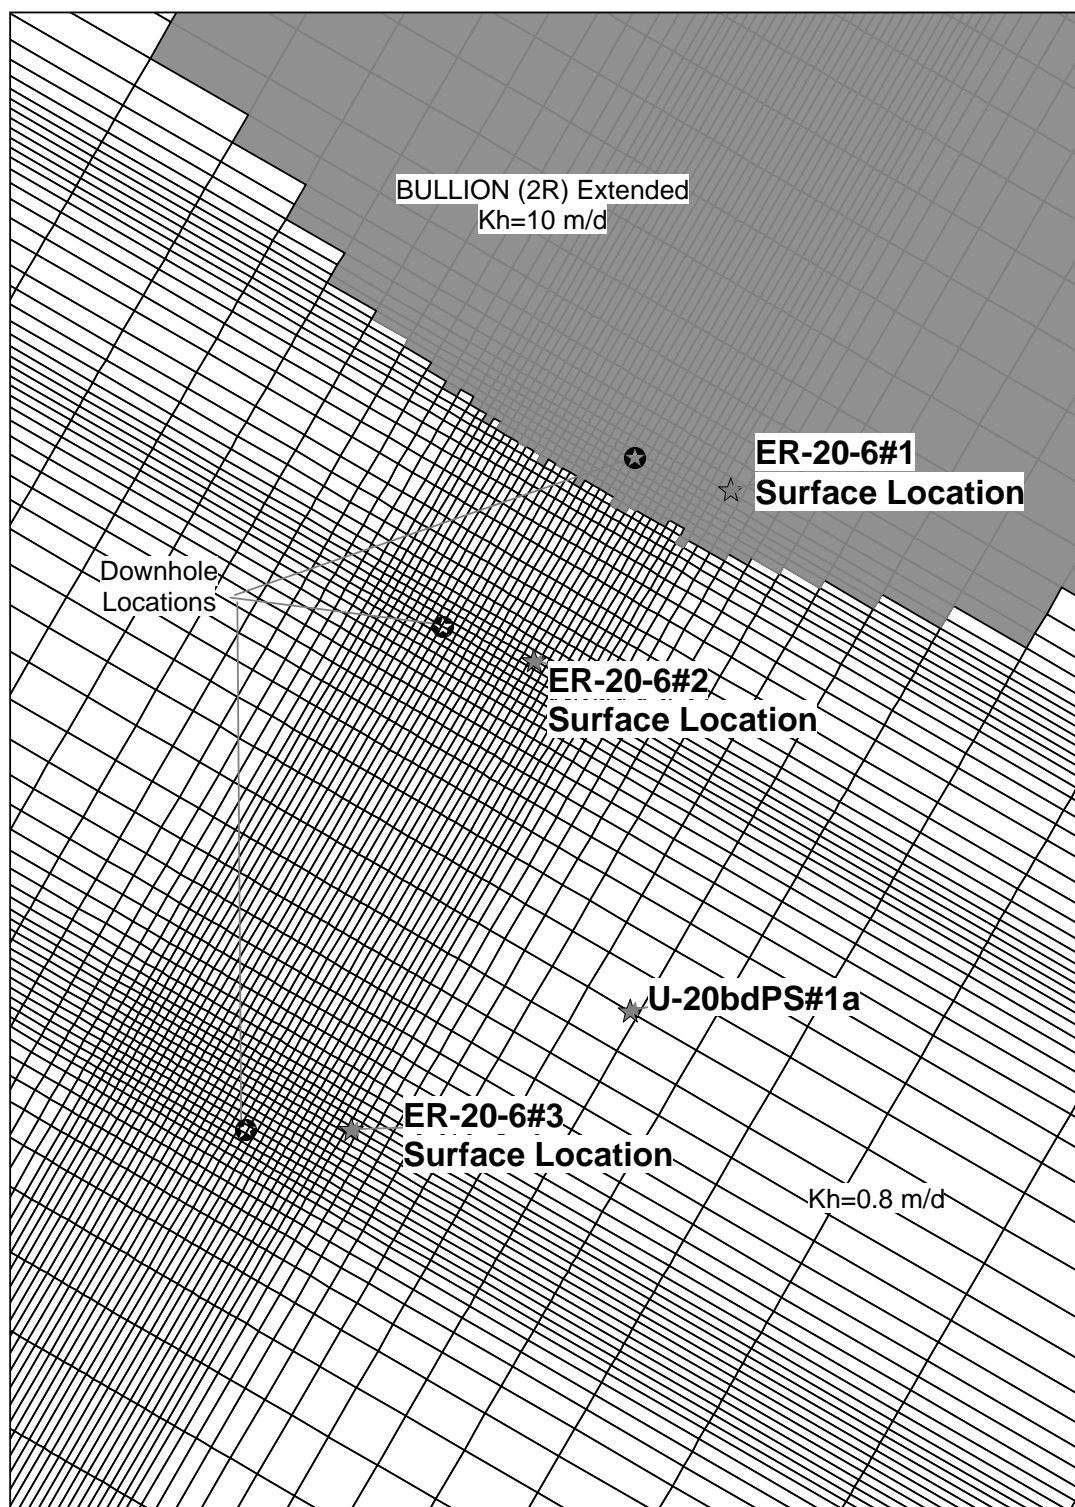 BULLION (2R) Extended
Kh=10 m/d
ER-20-6#1
Surface Location
Downhole
Locations
ER-20-6#2
Surface Location
U-20bdPS#1a
ER-20-6#3
Surface Location
Kh=0.8 m/d